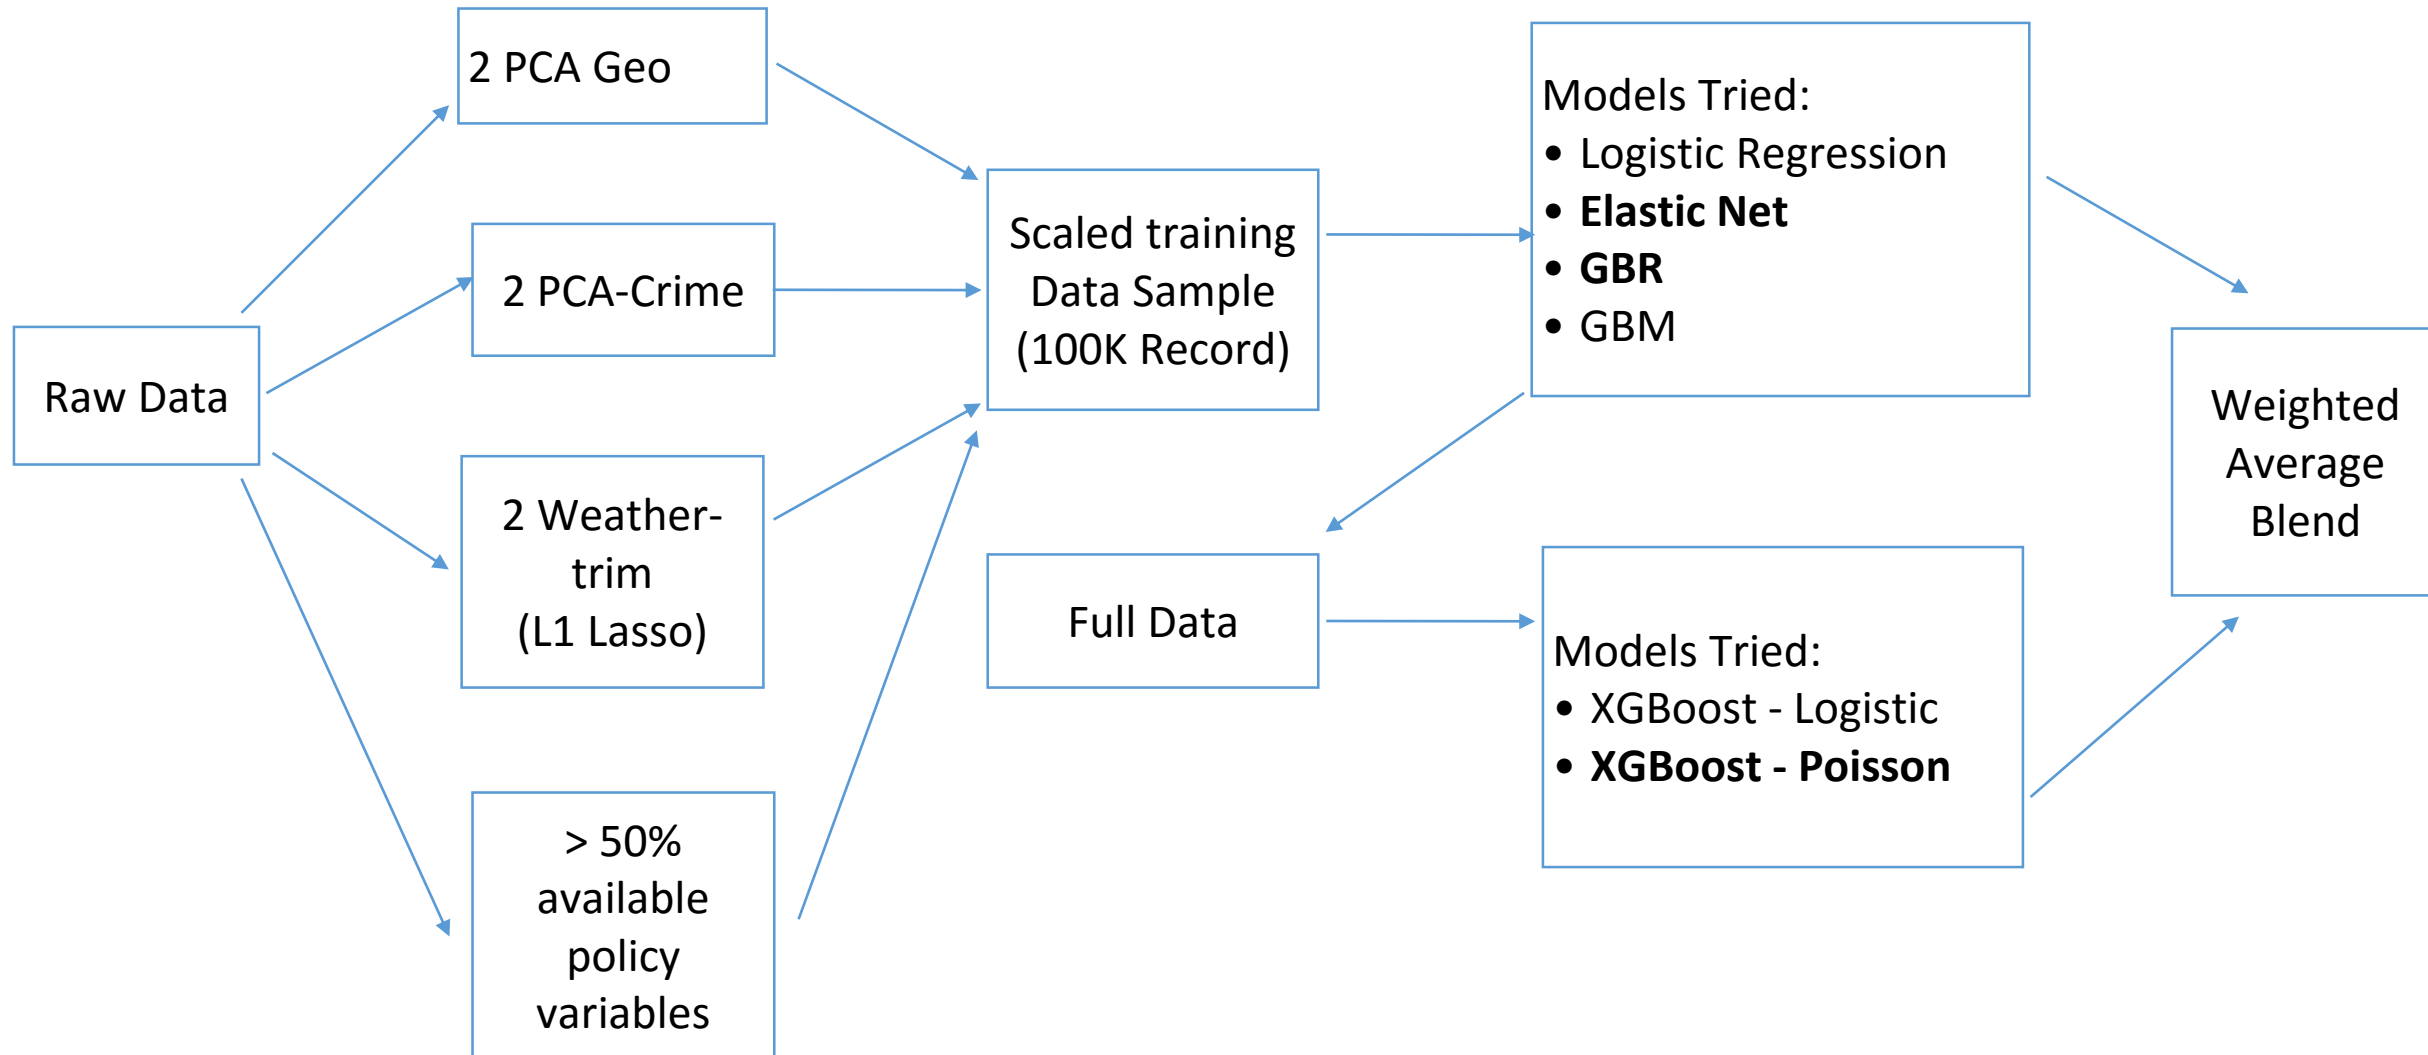 2 PCA Geo
2 PCA-Crime
Raw Data
2 Weather-
trim
(L1 Lasso)
> 50%
available
policy
variables
Scaled training
Data Sample
(100K Record)
Full Data
Models Tried:
• Logistic Regression
• Elastic Net
• GBR
• GBM
Models Tried:
• XGBoost - Logistic
• XGBoost - Poisson
Weighted
Average
Blend